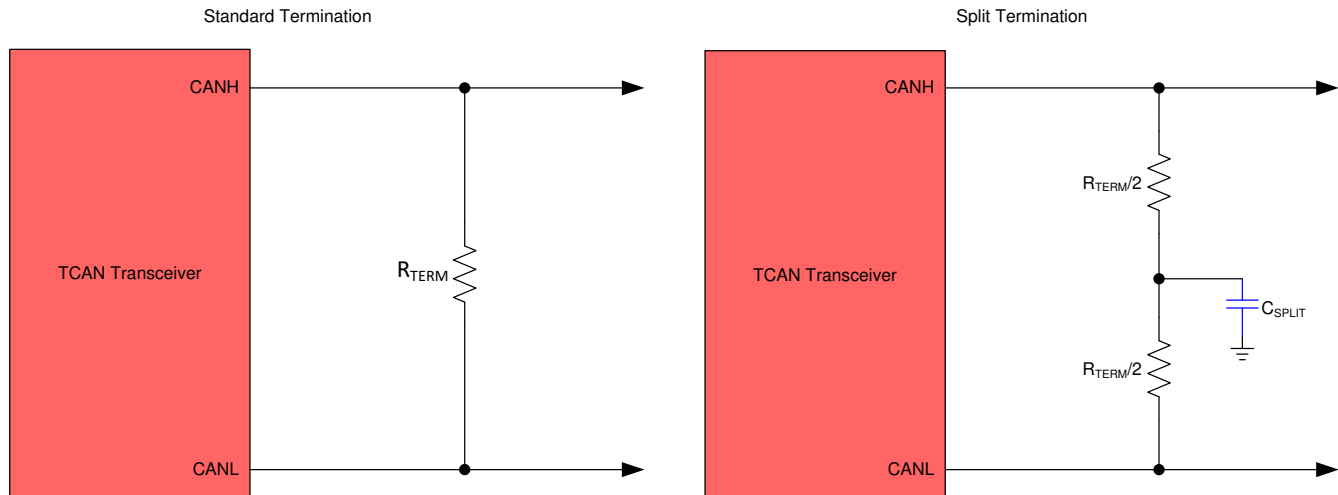 Standard Termination
Split Termination
CANH
CANH
R_TERM/2
TCAN Transceiver
R_TERM
TCAN Transceiver
C_SPLIT
R_TERM/2
CANL
CANL